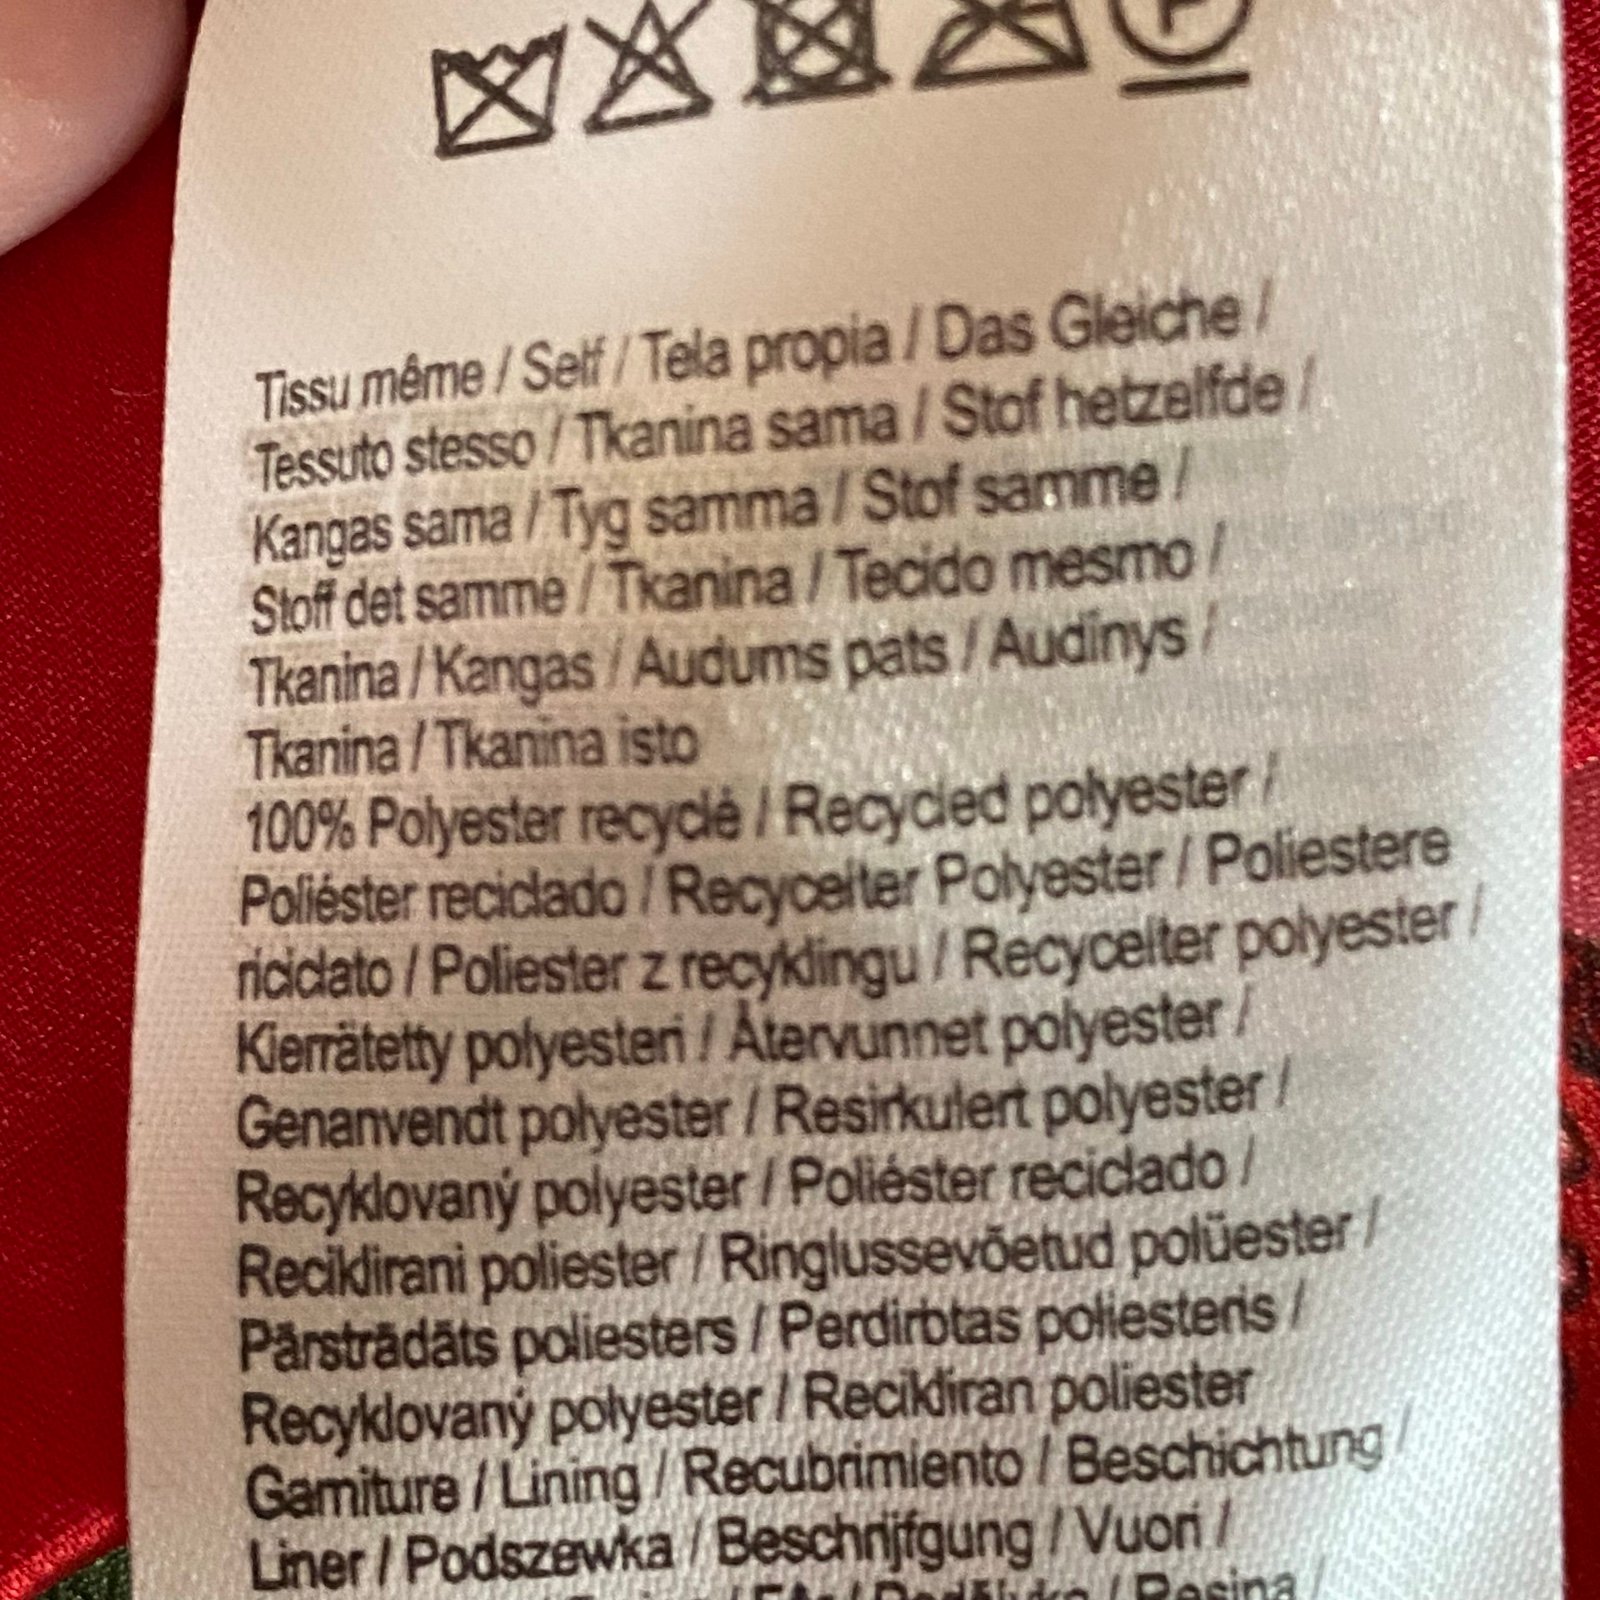 Tissu même / Self / Tela propia / Das Gleiche /
Tessuto stesso / Tkanina sama / Stof hetzelfde /
Kangas sama / Tyg samma / Stof samme /
Stoff det samme / Tkanina / Tecido mesmo /
Tkanina / Kangas / Audums pats / Audīnys /
Tkanina / Tkanina isto
100% Polyester recyclé / Recycled polyester /
Poliéster reciclado / Recycelter Polyester / Poliestere
riciclato / Poliester z recyklingu / Recycelter polyester /
Kierrätetty polyesteri / Återvunnet polyester /
Genanvendt polyester / Resirkulert polyester /
Recyklovaný polyester / Poliéster reciclado /
Reciklirani poliester / Ringlussevõetud polüester /
Pārstrādāts poliesters / Perdirbtas poliesteris /
Recyklovaný polyester / Recikliran poliester
Garniture / Lining / Recubrimiento / Beschichtung /
Liner / Podszewka / Beschrijfgung / Vuori /